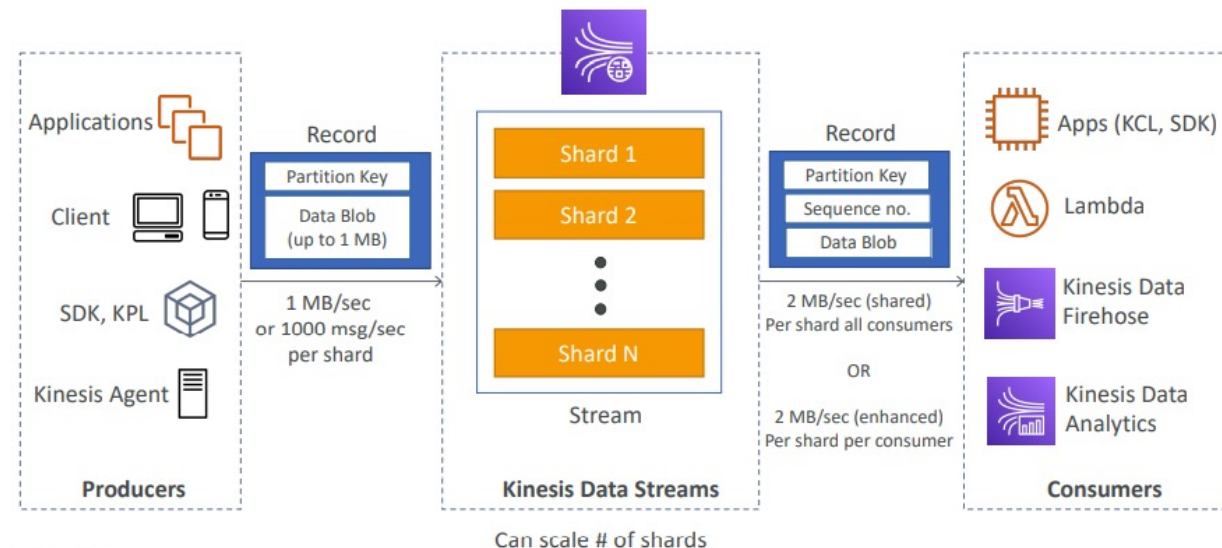 Applications
Client
SDK, KPL
Kinesis Agent
Producers
Record
Partition Key
Data Blob
(up to 1 MB)
1 MB/sec
or 1000 msg/sec
per shard
Shard 1
Shard 2
Shard N
Stream
Kinesis Data Streams
Can scale # of shards
Record
Partition Key
Sequence no.
Data Blob
2 MB/sec (shared)
Per shard all consumers
OR
2 MB/sec (enhanced)
Per shard per consumer
Apps (KCL, SDK)
Lambda
Kinesis Data
Firehose
Kinesis Data
Analytics
Consumers